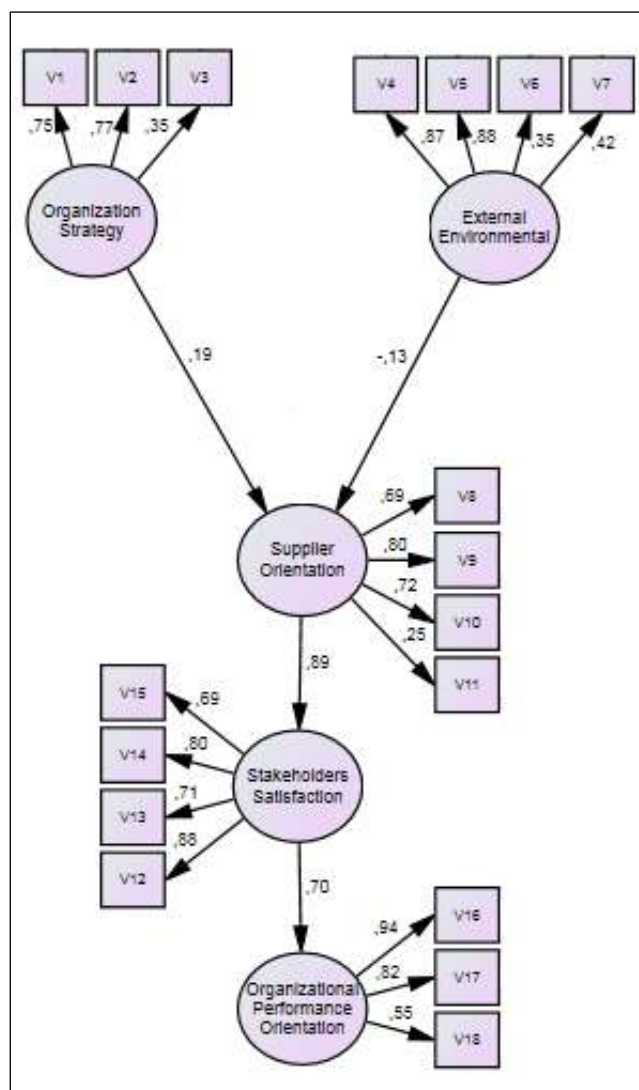 V1 V2 V3
V4 V5 V6 V7
,75 ,77 ,35
,87 ,88 ,35 ,42
Organization
Strategy
External
Environmental
,19
-,13
Supplier
Orientation
,69
V8
,80
V9
,72
V10
,25
V11
,89
V15
,69
V14
,80
V13
,71
V12
,88
Stakeholders
Satisfaction
,70
Organizational
Performance
Orientation
,94
V16
,82
V17
,55
V18